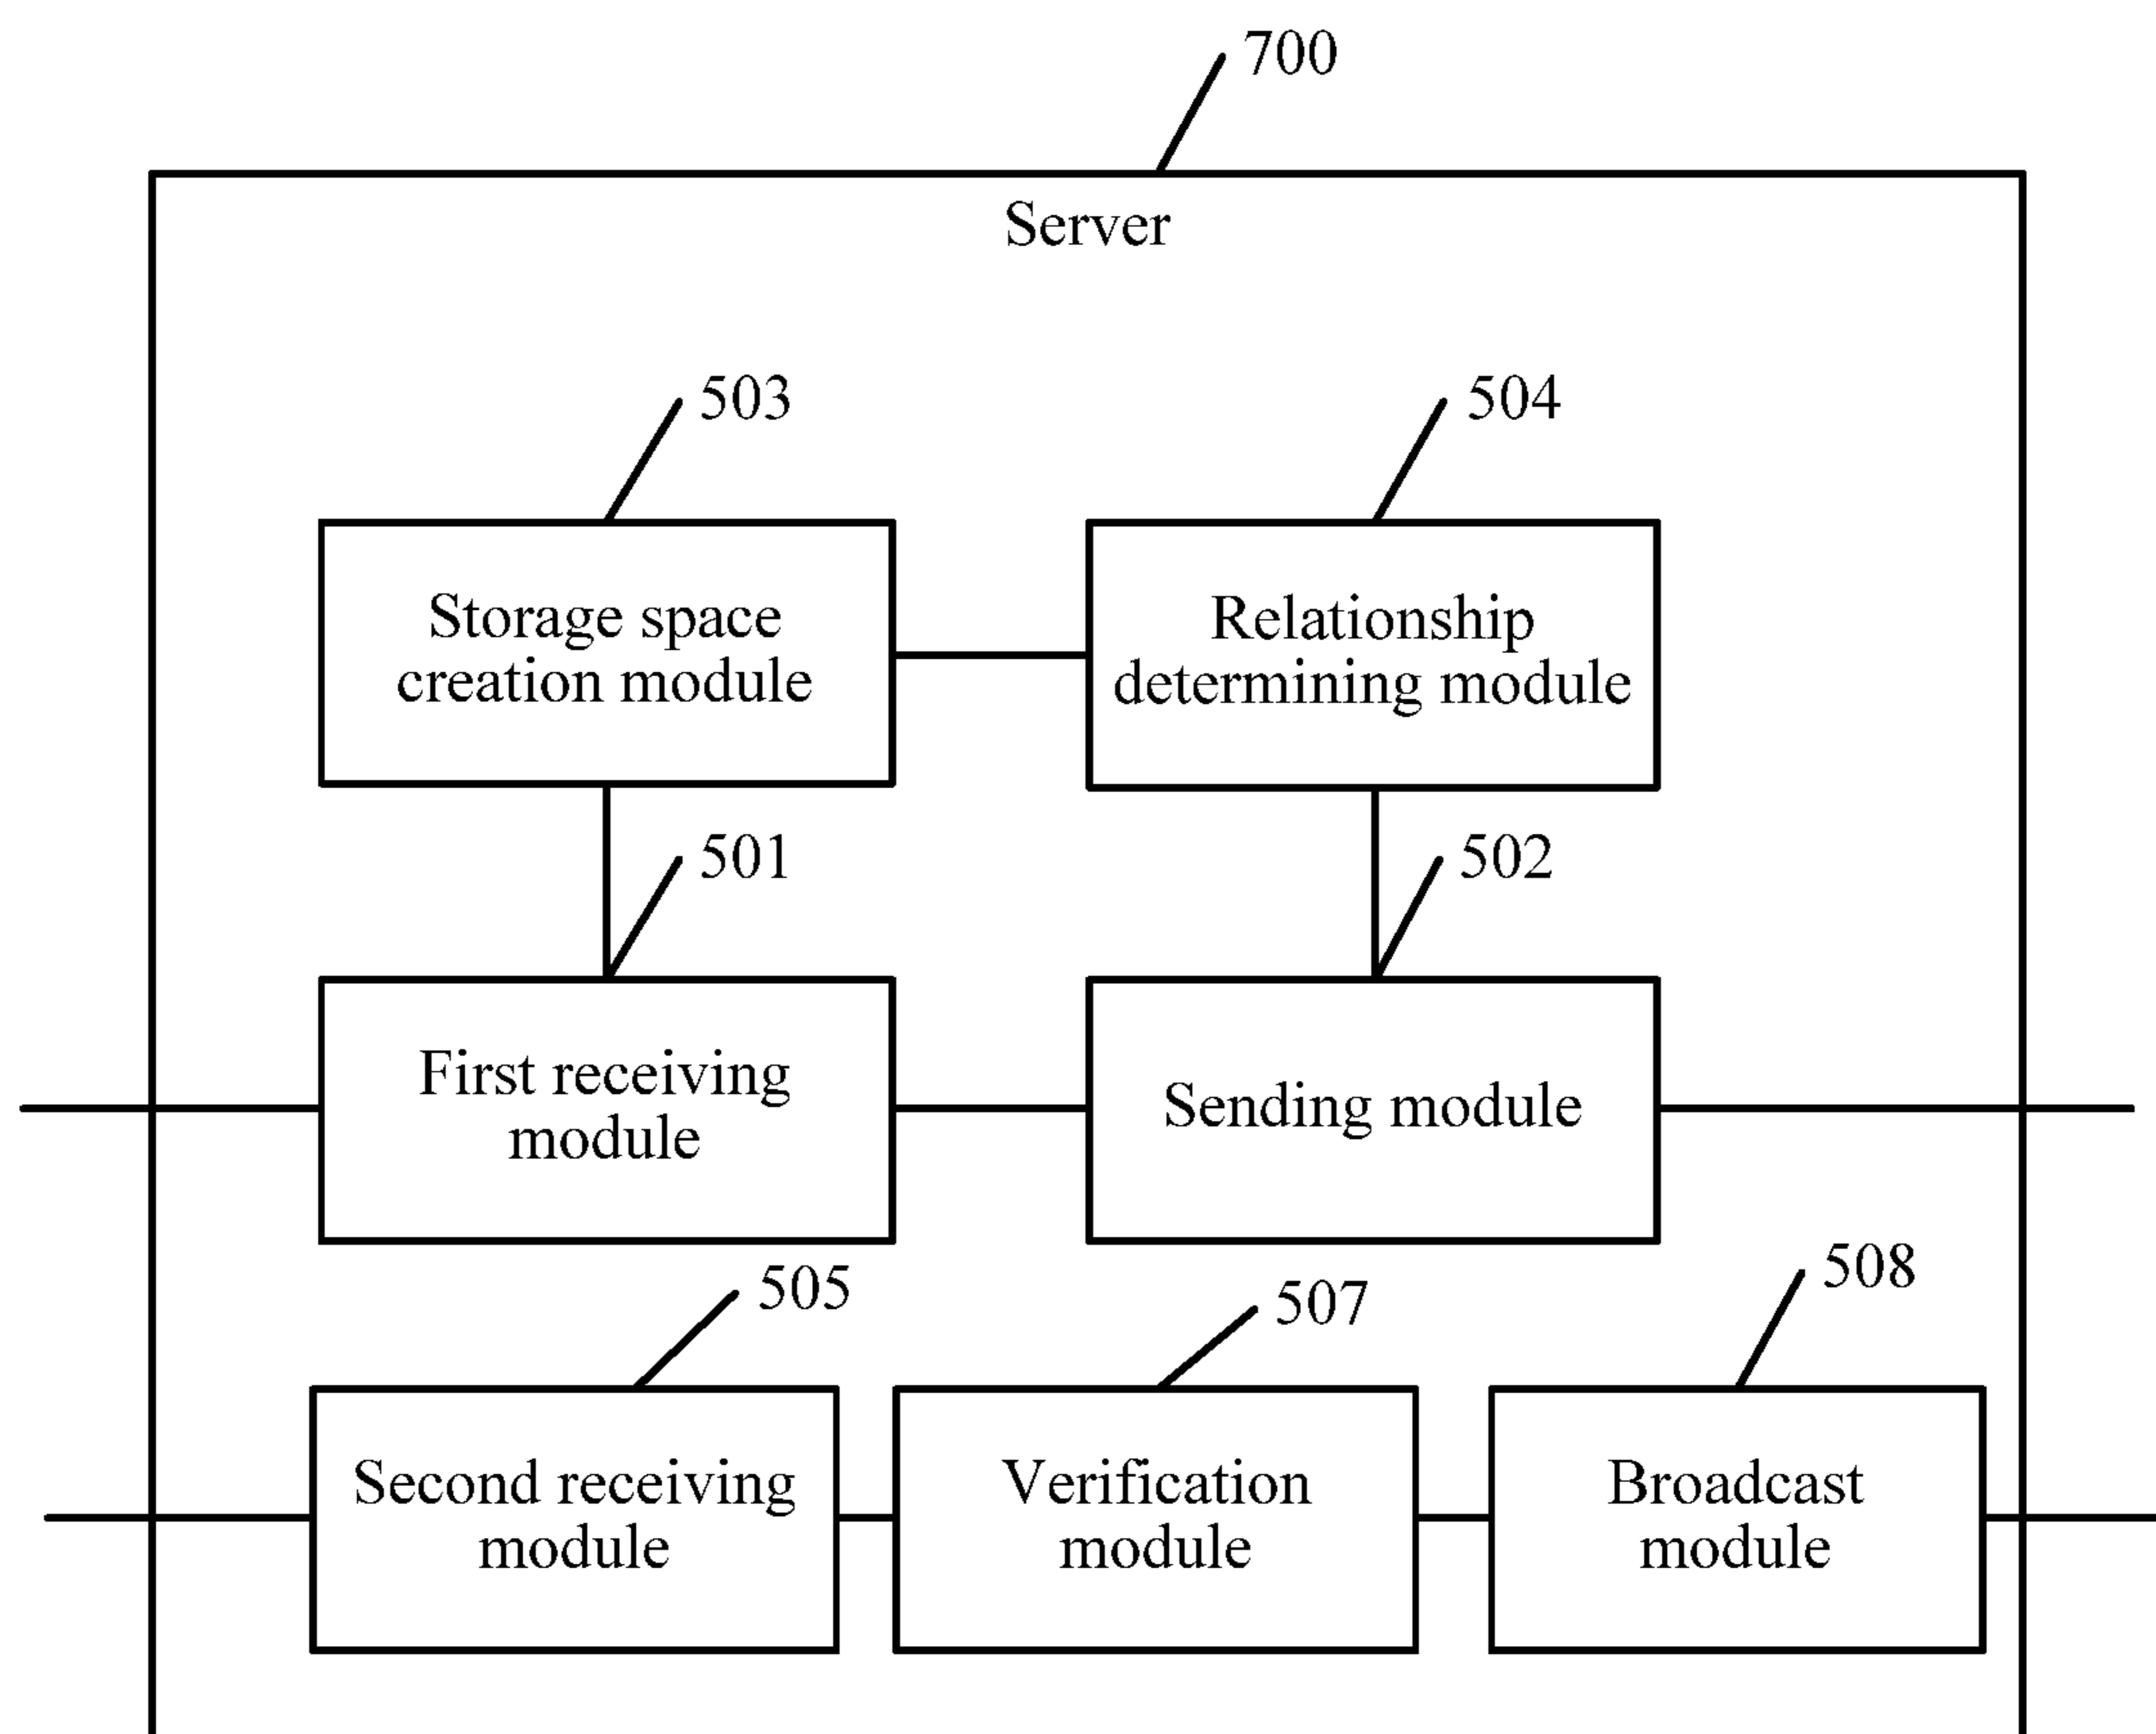 700
Server
503
504
Storage space
creation module
Relationship
determining module
501
502
First receiving
module
Sending module
505
507
508
Second receiving
module
Verification
module
Broadcast
module